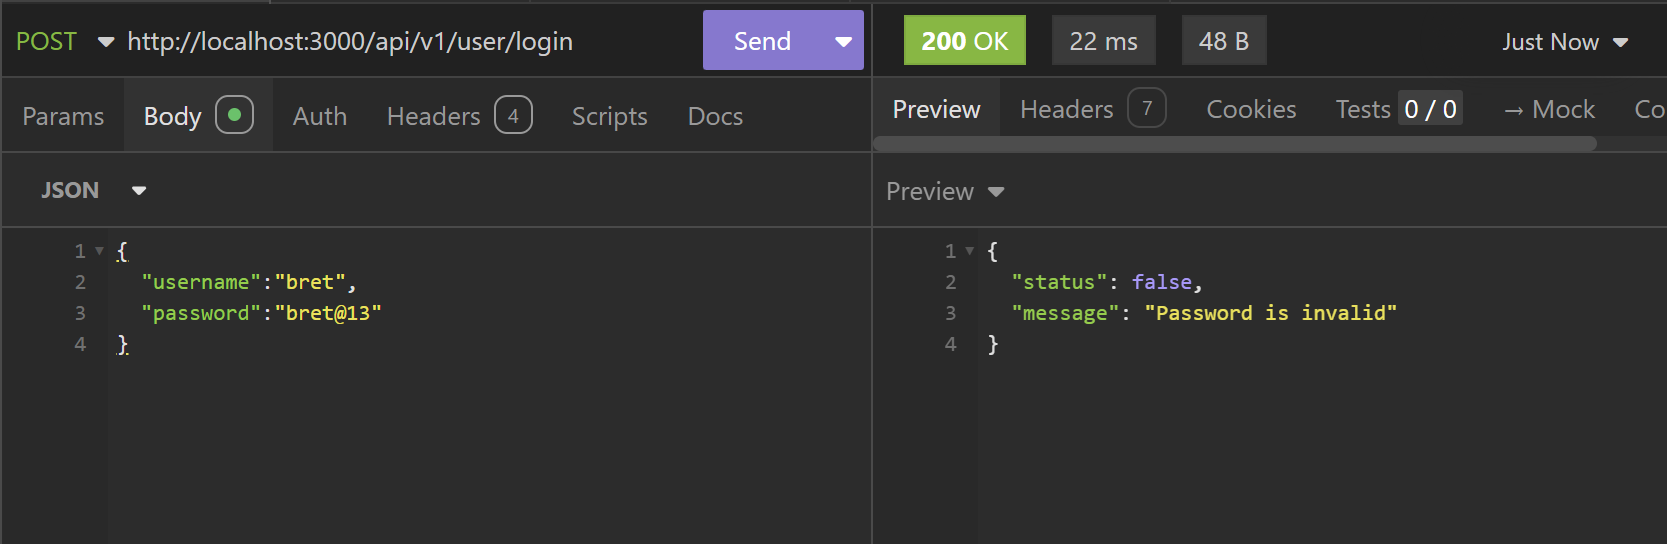 POST http://localhost:3000/api/v1/user/login Send
200 OK 22 ms 48 B Just Now
Params Body Auth Headers 4 Scripts Docs
Preview Headers 7 Cookies Tests 0 / 0 → Mock Co
JSON
Preview
1 {
2 "username":"bret",
3 "password":"bret@13"
4 }
1 {
2 "status": false,
3 "message": "Password is invalid"
4 }